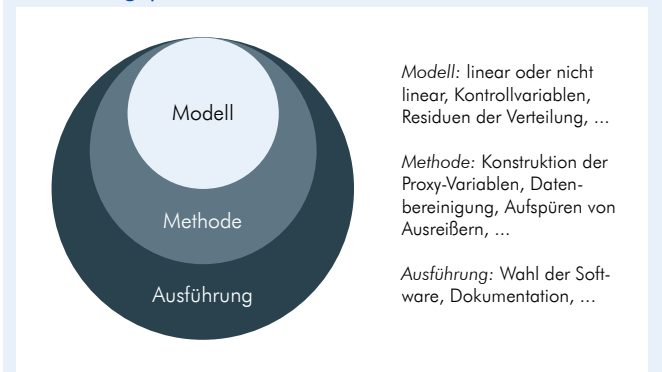 Modell
Methode
Ausführung
Modell: linear oder nicht
linear, Kontrollvariablen,
Residuen der Verteilung, ...
Methode: Konstruktion der
Proxy-Variablen, Daten-
bereinigung, Aufspüren von
Ausreißern, ...
Ausführung: Wahl der Soft-
ware, Dokumentation, ...